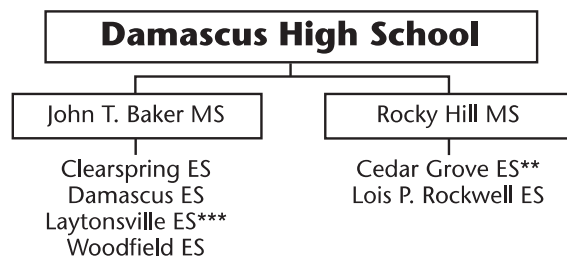 Damascus High School
John T. Baker MS
Rocky Hill MS
Clearspring ES
Damascus ES
Laytonsville ES***
Woodfield ES
Cedar Grove ES**
Lois P. Rockwell ES